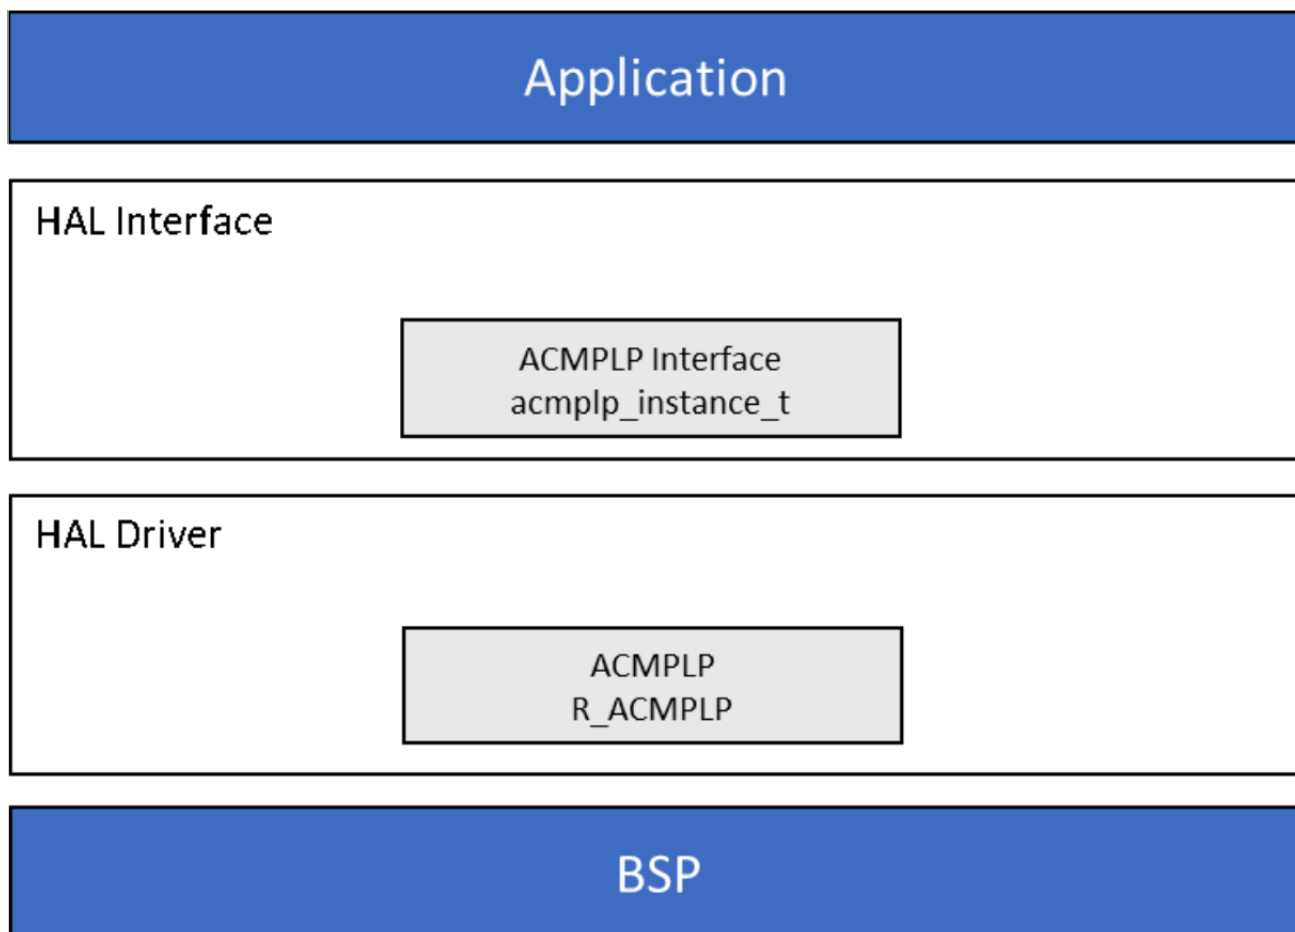 Application
HAL Interface
ACMPLP Interface
acmplp_instance_t
HAL Driver
ACMPLP
R_ACMPLP
BSP